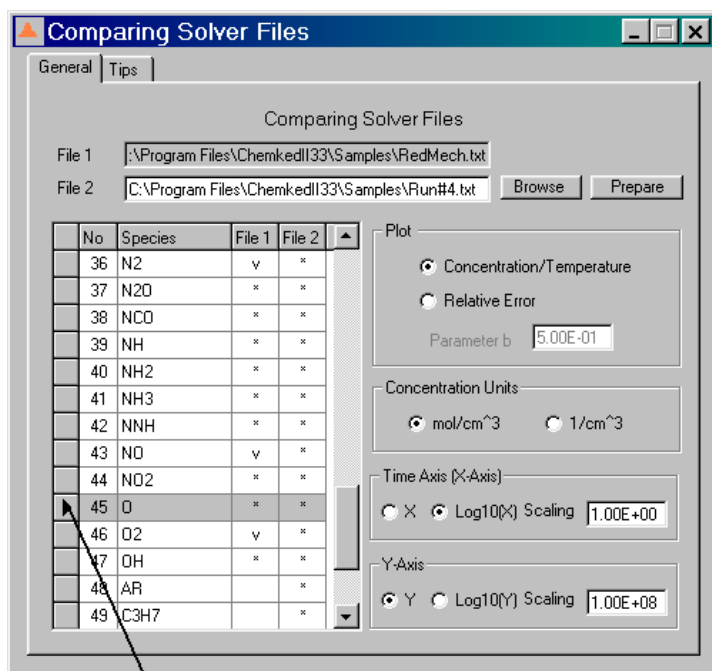 Comparing Solver Files
General Tips
Comparing Solver Files
File 1 :\Program Files\ChemkedII33\Samples\RedMech.txt
File 2 C:\Program Files\ChemkedII33\Samples\Run#4.txt Browse Prepare
No Species File 1 File 2
36 N2 v *
37 N2O * *
38 NCO * *
39 NH * *
40 NH2 * *
41 NH3 * *
42 NNH * *
43 NO v *
44 NO2 * *
45 O * *
46 O2 v *
47 OH * *
48 AR *
49 C3H7 *
Plot
Concentration/Temperature
Relative Error
Parameter b 5.00E-01
Concentration Units
mol/cm^3 1/cm^3
Time Axis (X-Axis)
X Log10(X) Scaling 1.00E+00
Y-Axis
Y Log10(Y) Scaling 1.00E+08